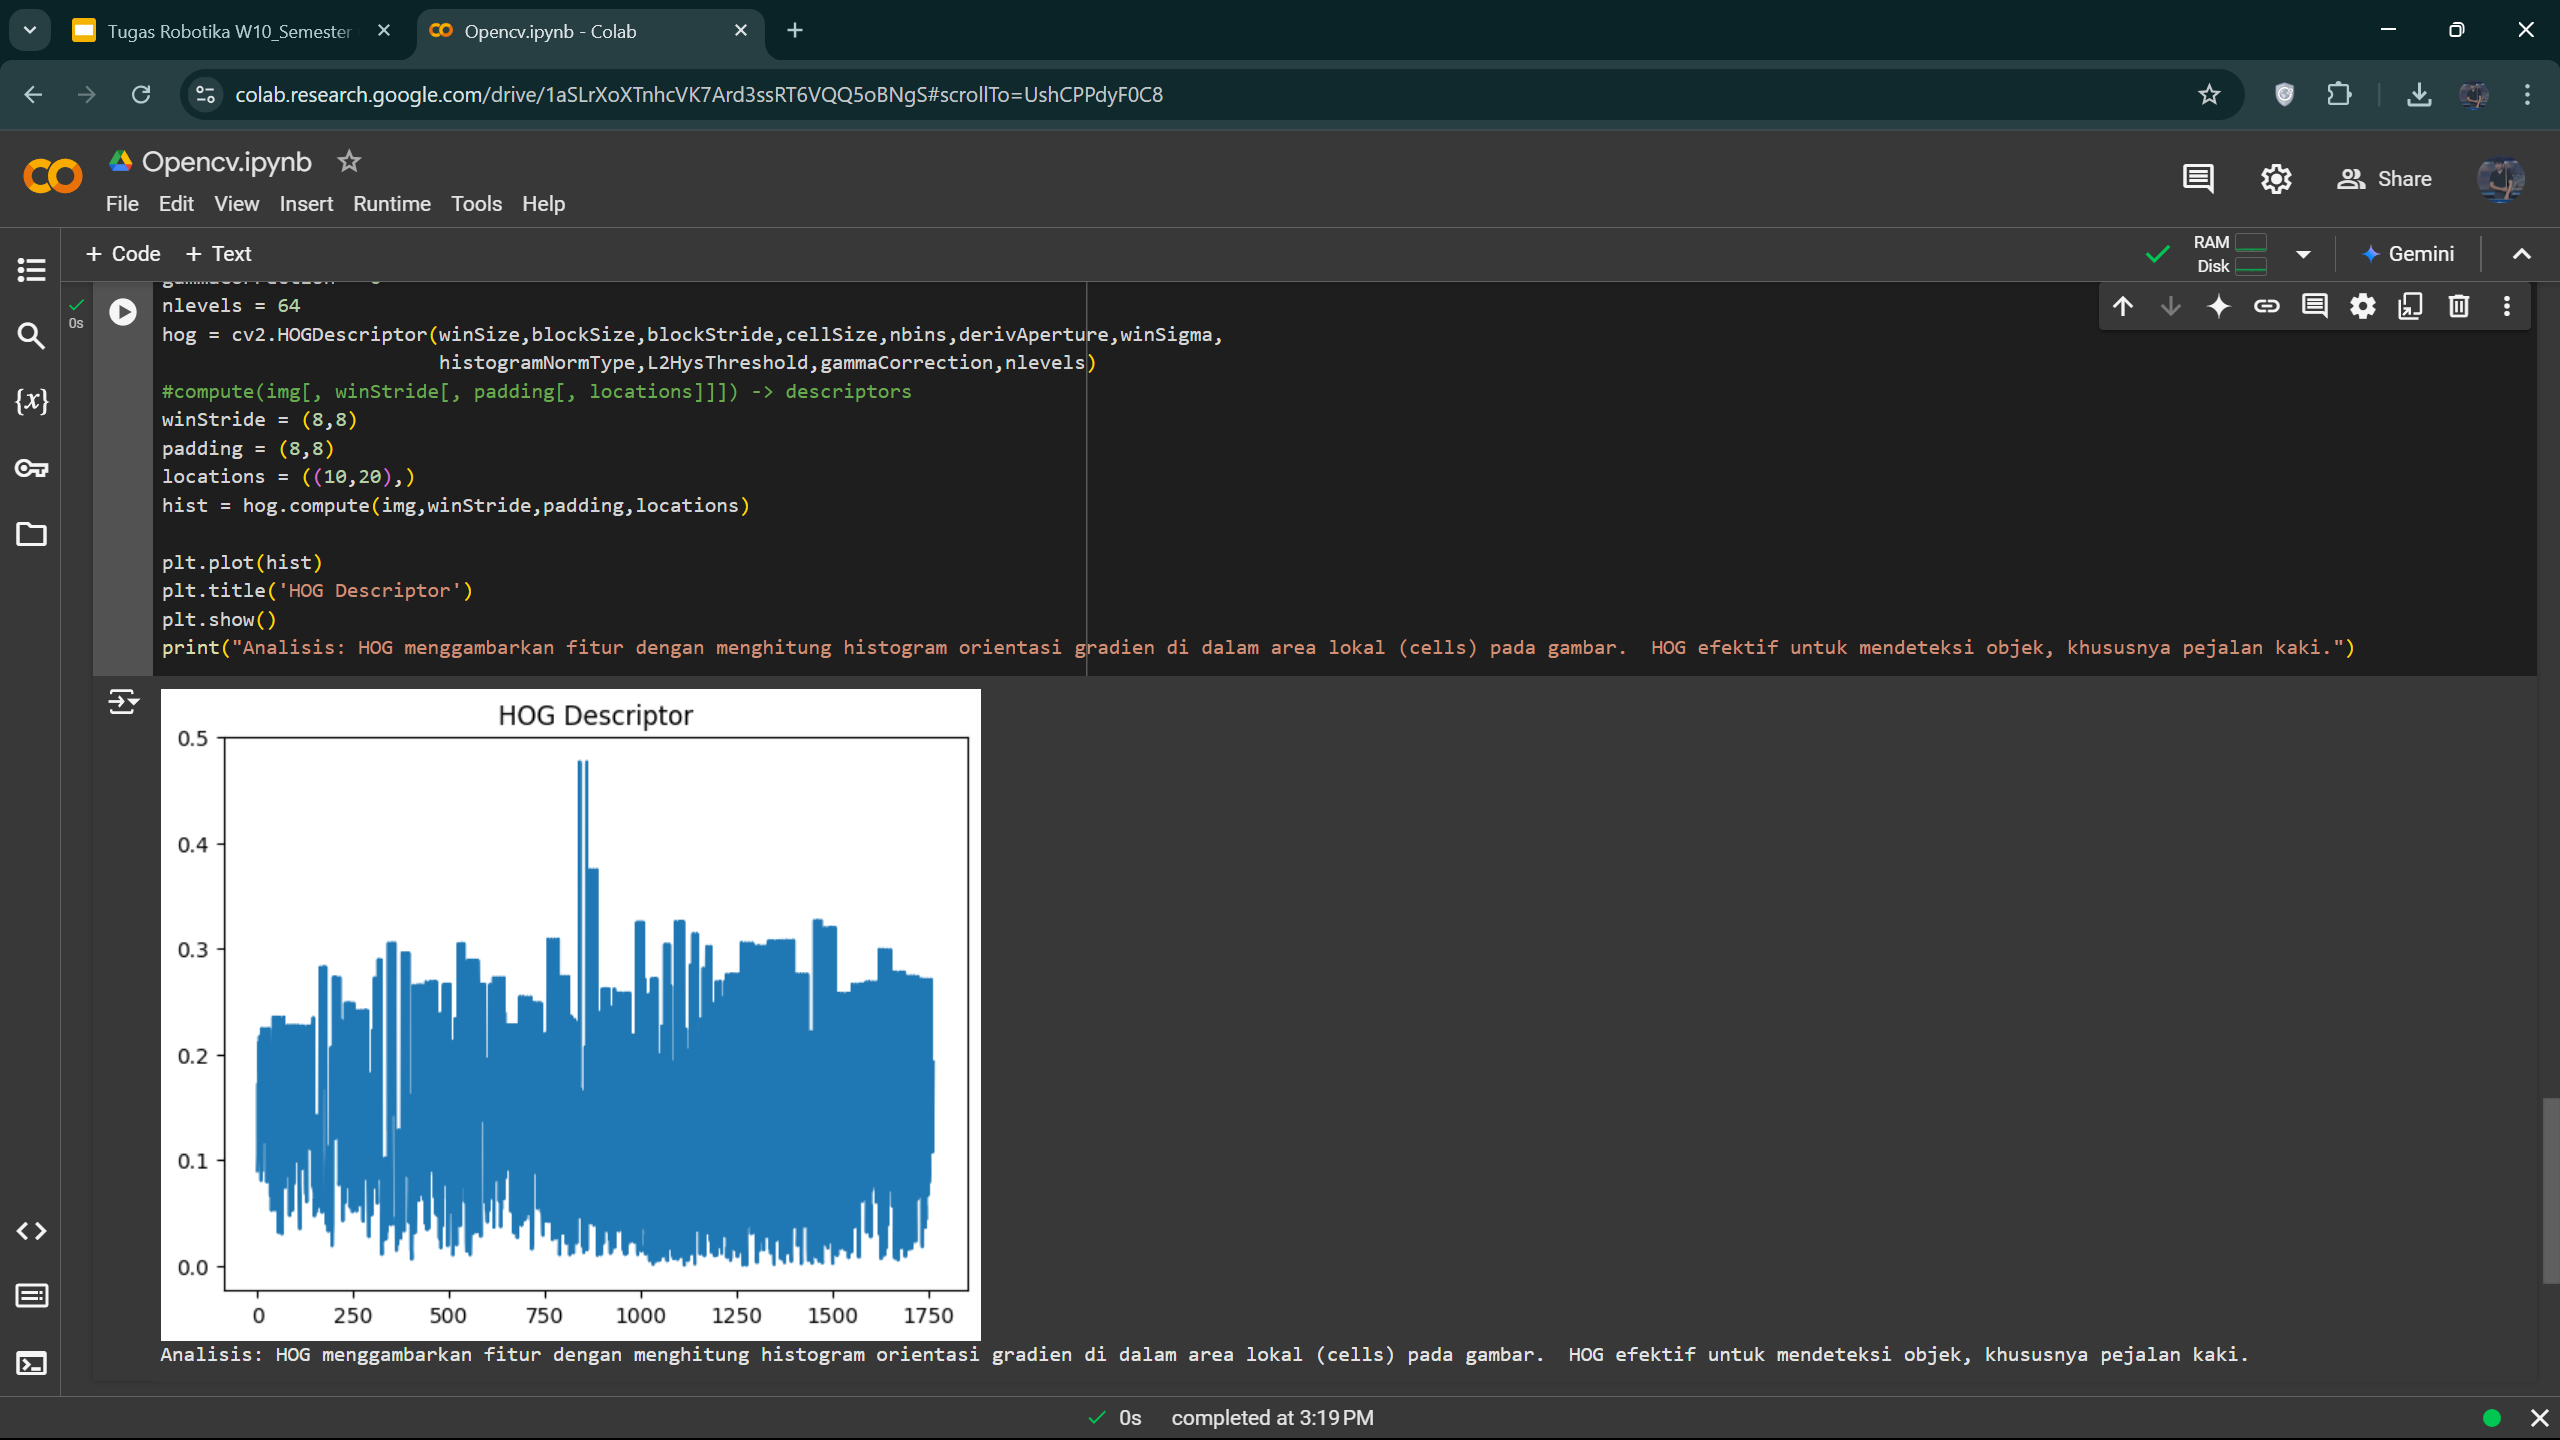 Tugas Robotika W10_Semester
Opencv.ipynb - Colab
colab.research.google.com/drive/1aSLrXoXTnhcVK7Ard3ssRT6VQQ5oBNgS#scrollTo=UshCPPdyF0C8
Opencv.ipynb
Share
File Edit View Insert Runtime Tools Help
+ Code + Text
RAM
Disk
Gemini
0s
nlevels = 64
hog = cv2.HOGDescriptor(winSize,blockSize,blockStride,cellSize,nbins,derivAperture,winSigma,
histogramNormType,L2HysThreshold,gammaCorrection,nlevels)
#compute(img[, winStride[, padding[, locations]]]) -> descriptors
winStride = (8,8)
padding = (8,8)
locations = ((10,20),)
hist = hog.compute(img,winStride,padding,locations)
plt.plot(hist)
plt.title('HOG Descriptor')
plt.show()
print("Analisis: HOG menggambarkan fitur dengan menghitung histogram orientasi gradien di dalam area lokal (cells) pada gambar.  HOG efektif untuk mendeteksi objek, khususnya pejalan kaki.")
HOG Descriptor
0.5
0.4
0.3
0.2
0.1
0.0
0 250 500 750 1000 1250 1500 1750
Analisis: HOG menggambarkan fitur dengan menghitung histogram orientasi gradien di dalam area lokal (cells) pada gambar.  HOG efektif untuk mendeteksi objek, khususnya pejalan kaki.
0s completed at 3:19 PM